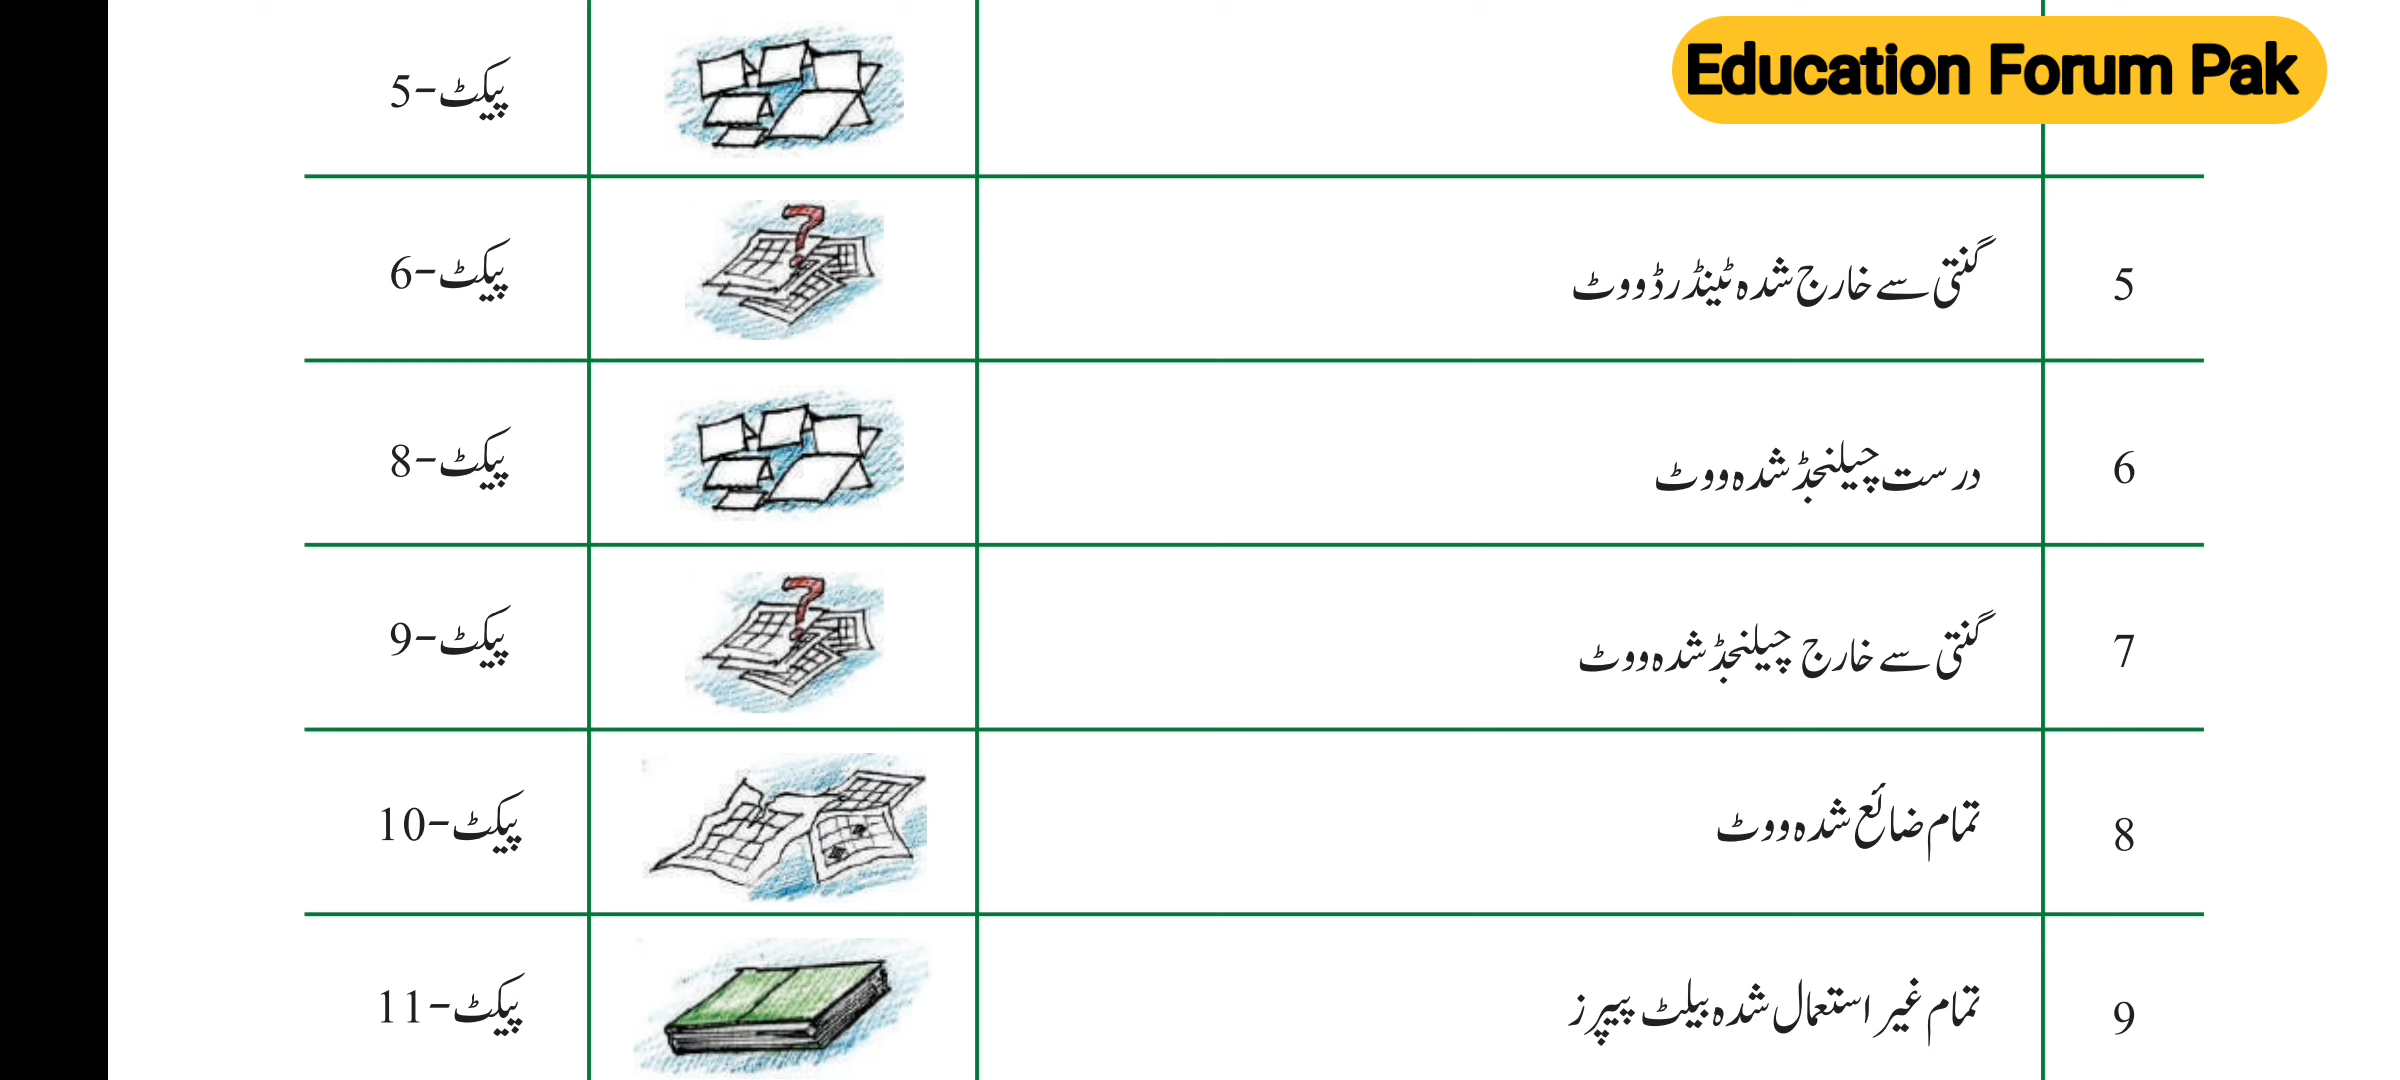 Education Forum Pak
پیکٹ-5
5 گنتی سے خارج شدہ ٹینڈرڈ ووٹ پیکٹ-6
6 درست چیلنجڈ شدہ ووٹ پیکٹ-8
7 گنتی سے خارج چیلنجڈ شدہ ووٹ پیکٹ-9
8 تمام ضائع شدہ ووٹ پیکٹ-10
9 تمام غیر استعمال شدہ بیلٹ پیپرز پیکٹ-11